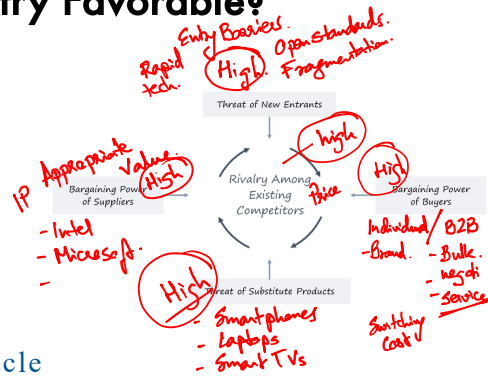 try Favorable?
Entry Barriers.
Rapid tech.
High.
Open standards.
Fragmentation.
Threat of New Entrants
high
Price
IP Appropriate Value.
High
Bargaining Power
of Suppliers
- Intel
- Microsoft.
-
Rivalry Among
Existing
Competitors
High
Bargaining Power
of Buyers
Individual / B2B
- Brand.
- Bulk.
- negoti
- service
Switching
Cost ↓
High
Threat of Substitute Products
- Smartphones
- Laptops
- Smart TVs
cle